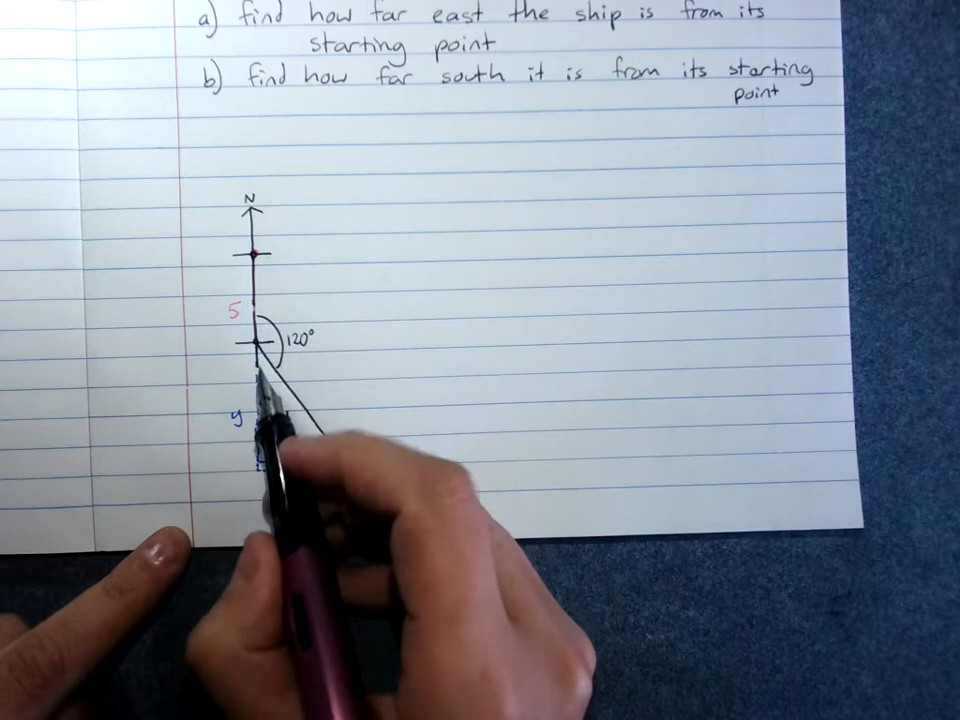 a) find how far east the ship is from its
starting point
b) find how far south it is from its starting
point
N
5
120°
y